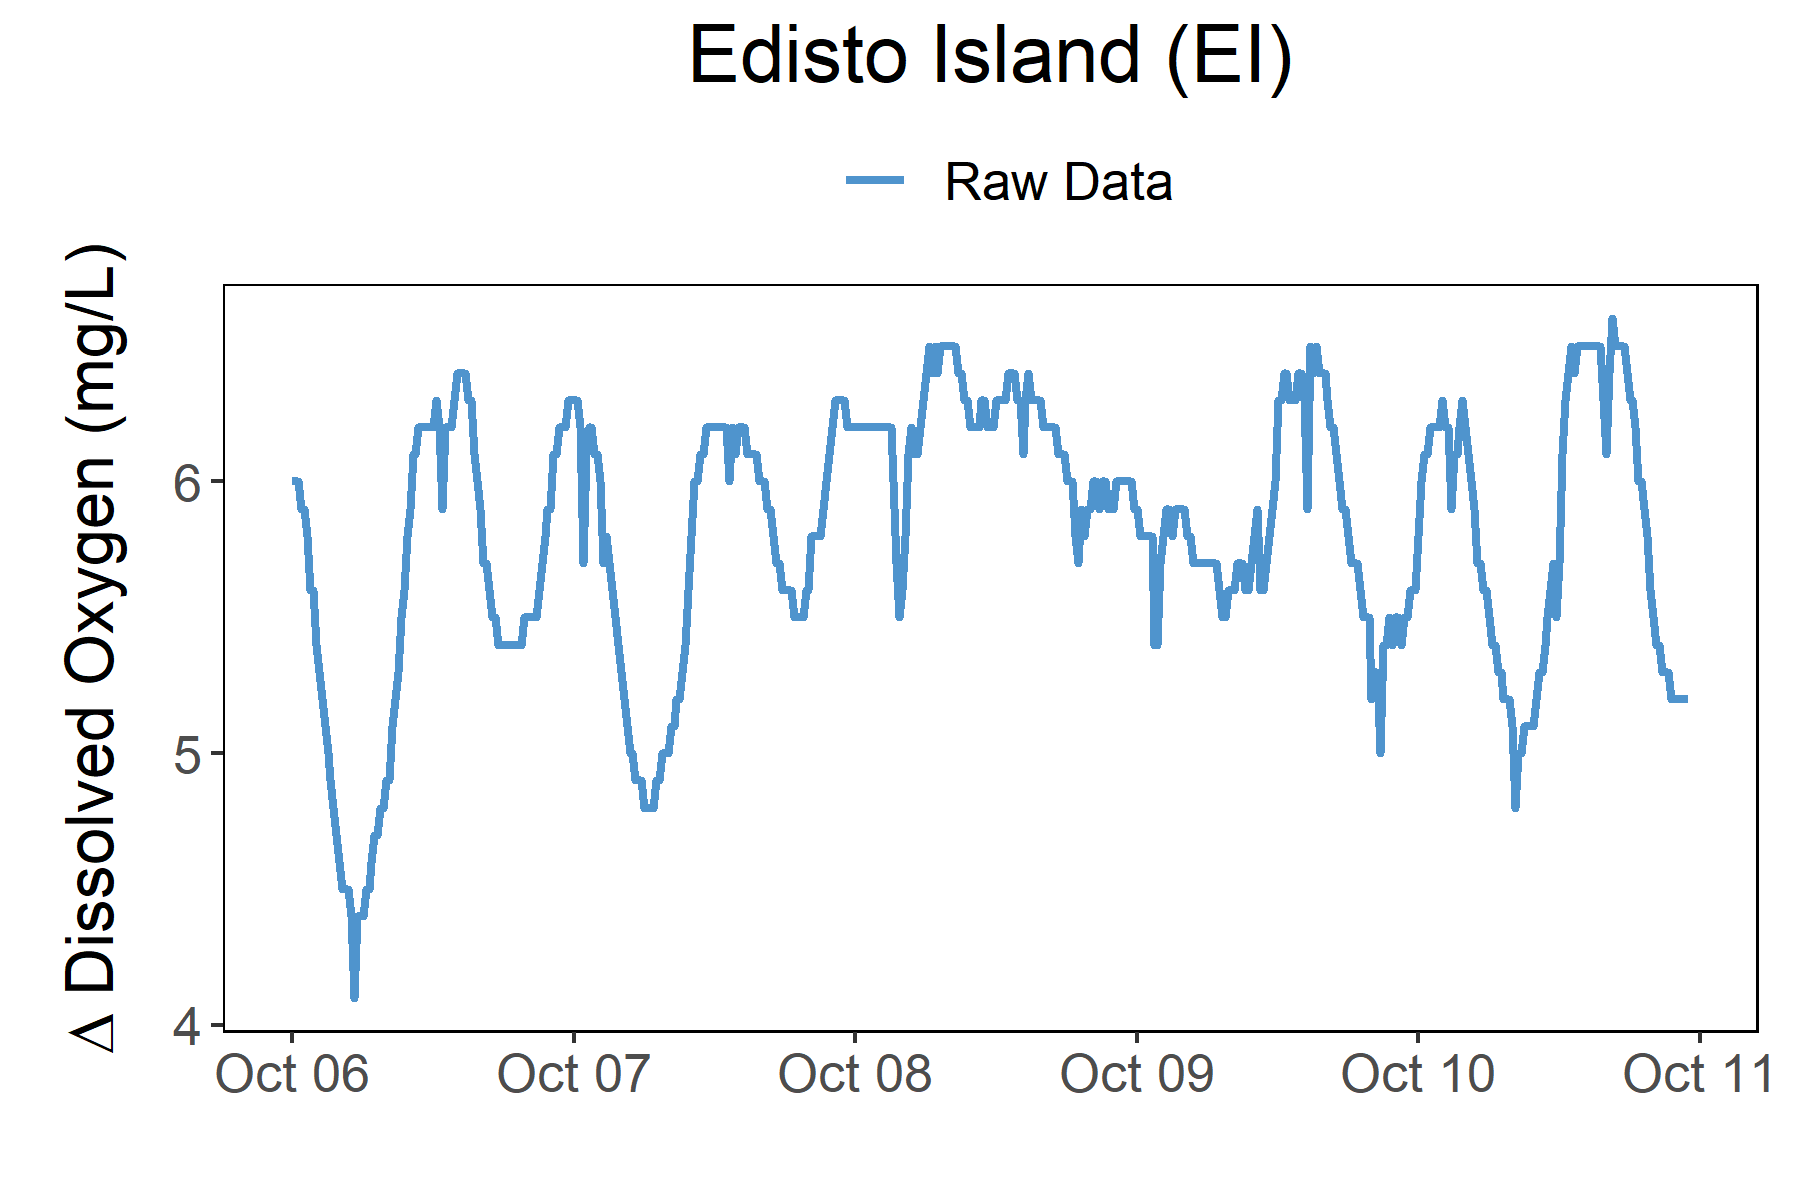 Edisto Island (EI)
Raw Data
Δ Dissolved Oxygen (mg/L)
6
5
4
Oct 06 Oct 07 Oct 08 Oct 09 Oct 10 Oct 11